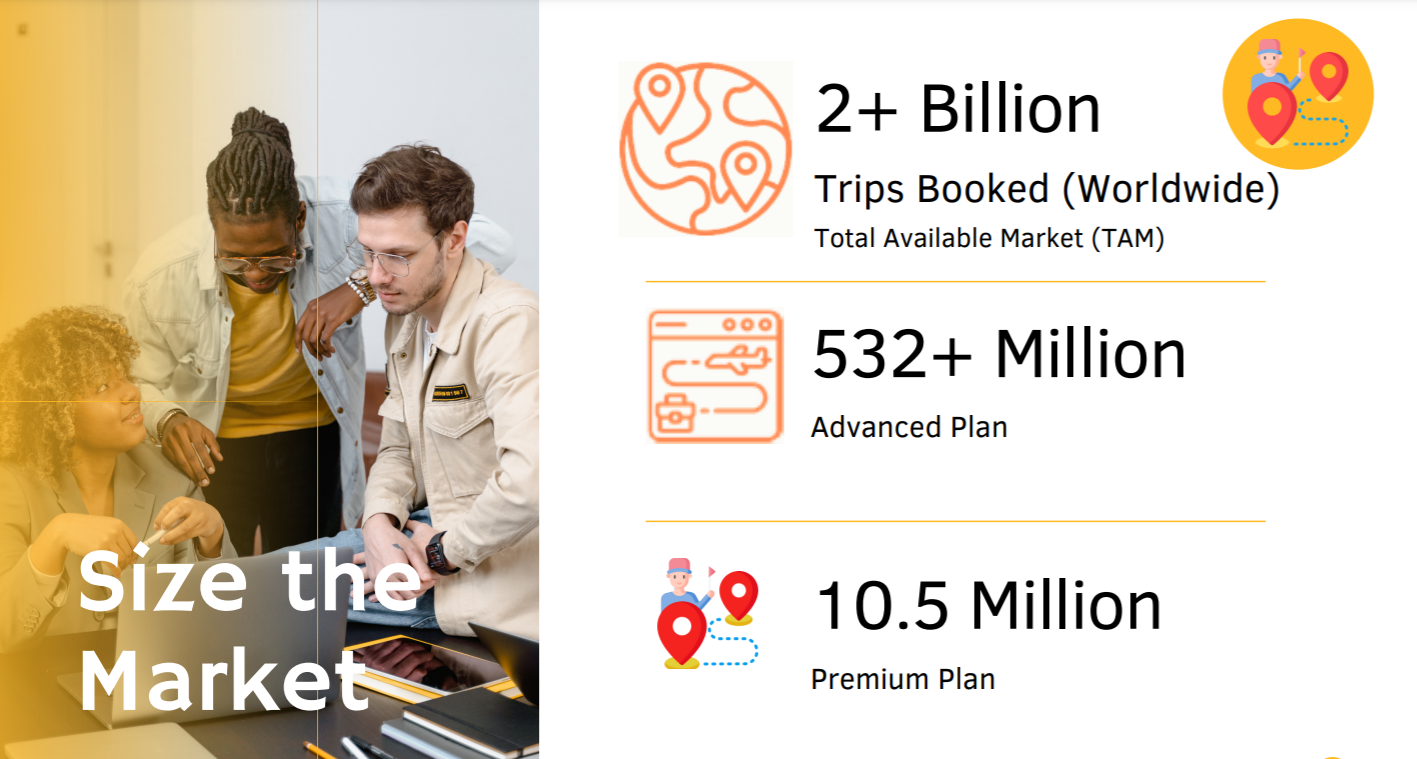 Size the
Market
2+ Billion
Trips Booked (Worldwide)
Total Available Market (TAM)
532+ Million
Advanced Plan
10.5 Million
Premium Plan